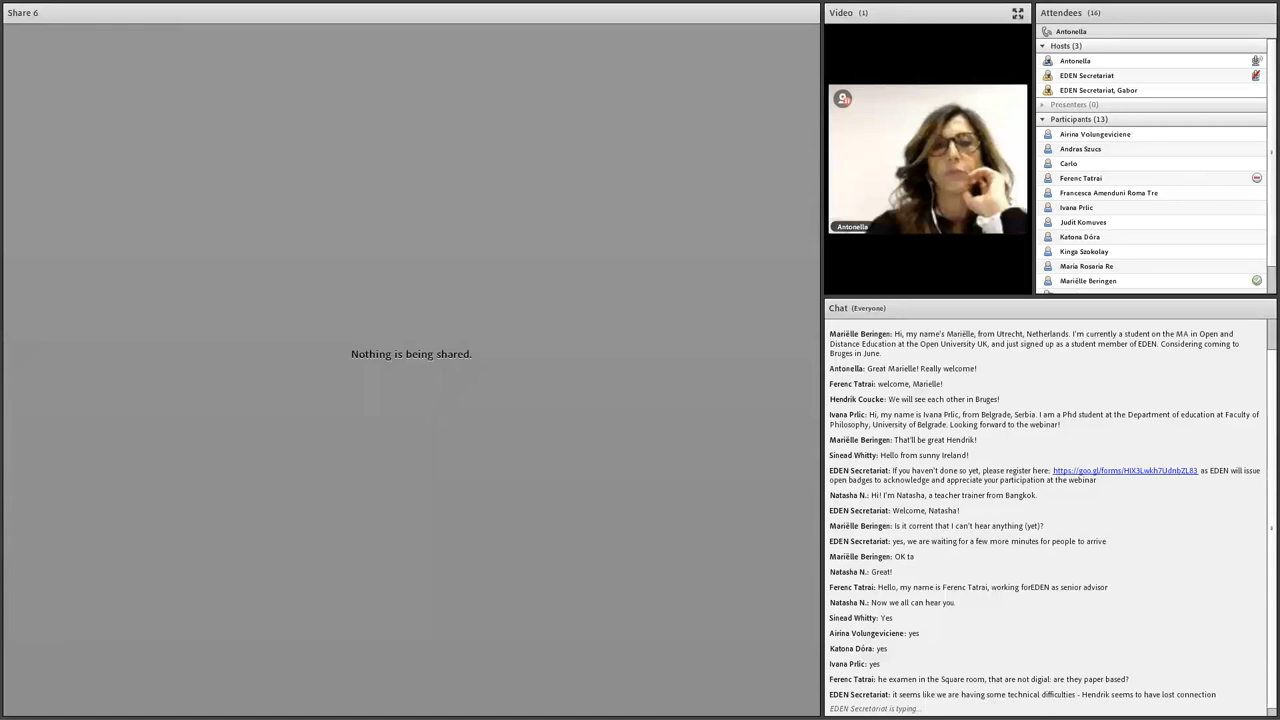 Share 6
Nothing is being shared.
Video (1)
Antonella
Attendees (16)
Antonella
Hosts (3)
Antonella
EDEN Secretariat
EDEN Secretariat, Gabor
Presenters (0)
Participants (13)
Airina Volungeviciene
Andras Szucs
Carlo
Ferenc Tatrai
Francesca Amenduni Roma Tre
Ivana Prlic
Judit Komuves
Katona Dóra
Kinga Szokolay
Maria Rosaria Re
Mariëlle Beringen
Chat (Everyone)
Mariëlle Beringen: Hi, my name's Mariëlle, from Utrecht, Netherlands. I'm currently a student on the MA in Open and
Distance Education at the Open University UK, and just signed up as a student member of EDEN. Considering coming to
Bruges in June.
Antonella: Great Marielle! Really welcome!
Ferenc Tatrai: welcome, Marielle!
Hendrik Coucke: We will see each other in Bruges!
Ivana Prlic: Hi, my name is Ivana Prlic, from Belgrade, Serbia. I am a Phd student at the Department of education at Faculty of
Philosophy, University of Belgrade. Looking forward to the webinar!
Mariëlle Beringen: That'll be great Hendrik!
Sinead Whitty: Hello from sunny Ireland!
EDEN Secretariat: If you haven't done so yet, please register here: https://goo.gl/forms/HIX3Lwkh7UdnbZL83 as EDEN will issue
open badges to acknowledge and appreciate your participation at the webinar
Natasha N.: Hi! I'm Natasha, a teacher trainer from Bangkok.
EDEN Secretariat: Welcome, Natasha!
Mariëlle Beringen: Is it corrent that I can't hear anything (yet)?
EDEN Secretariat: yes, we are waiting for a few more minutes for people to arrive
Mariëlle Beringen: OK ta
Natasha N.: Great!
Ferenc Tatrai: Hello, my name is Ferenc Tatrai, working forEDEN as senior advisor
Natasha N.: Now we all can hear you.
Sinead Whitty: Yes
Airina Volungeviciene: yes
Katona Dóra: yes
Ivana Prlic: yes
Ferenc Tatrai: he examen in the Square room, that are not digial: are they paper based?
EDEN Secretariat: it seems like we are having some technical difficulties - Hendrik seems to have lost connection
EDEN Secretariat is typing...